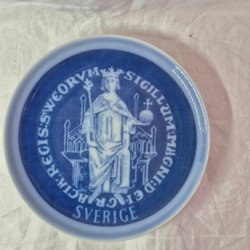 SIGILLVM: MAGNI: DEI GRACIA: REGIS: SWEORVM
SVERIGE